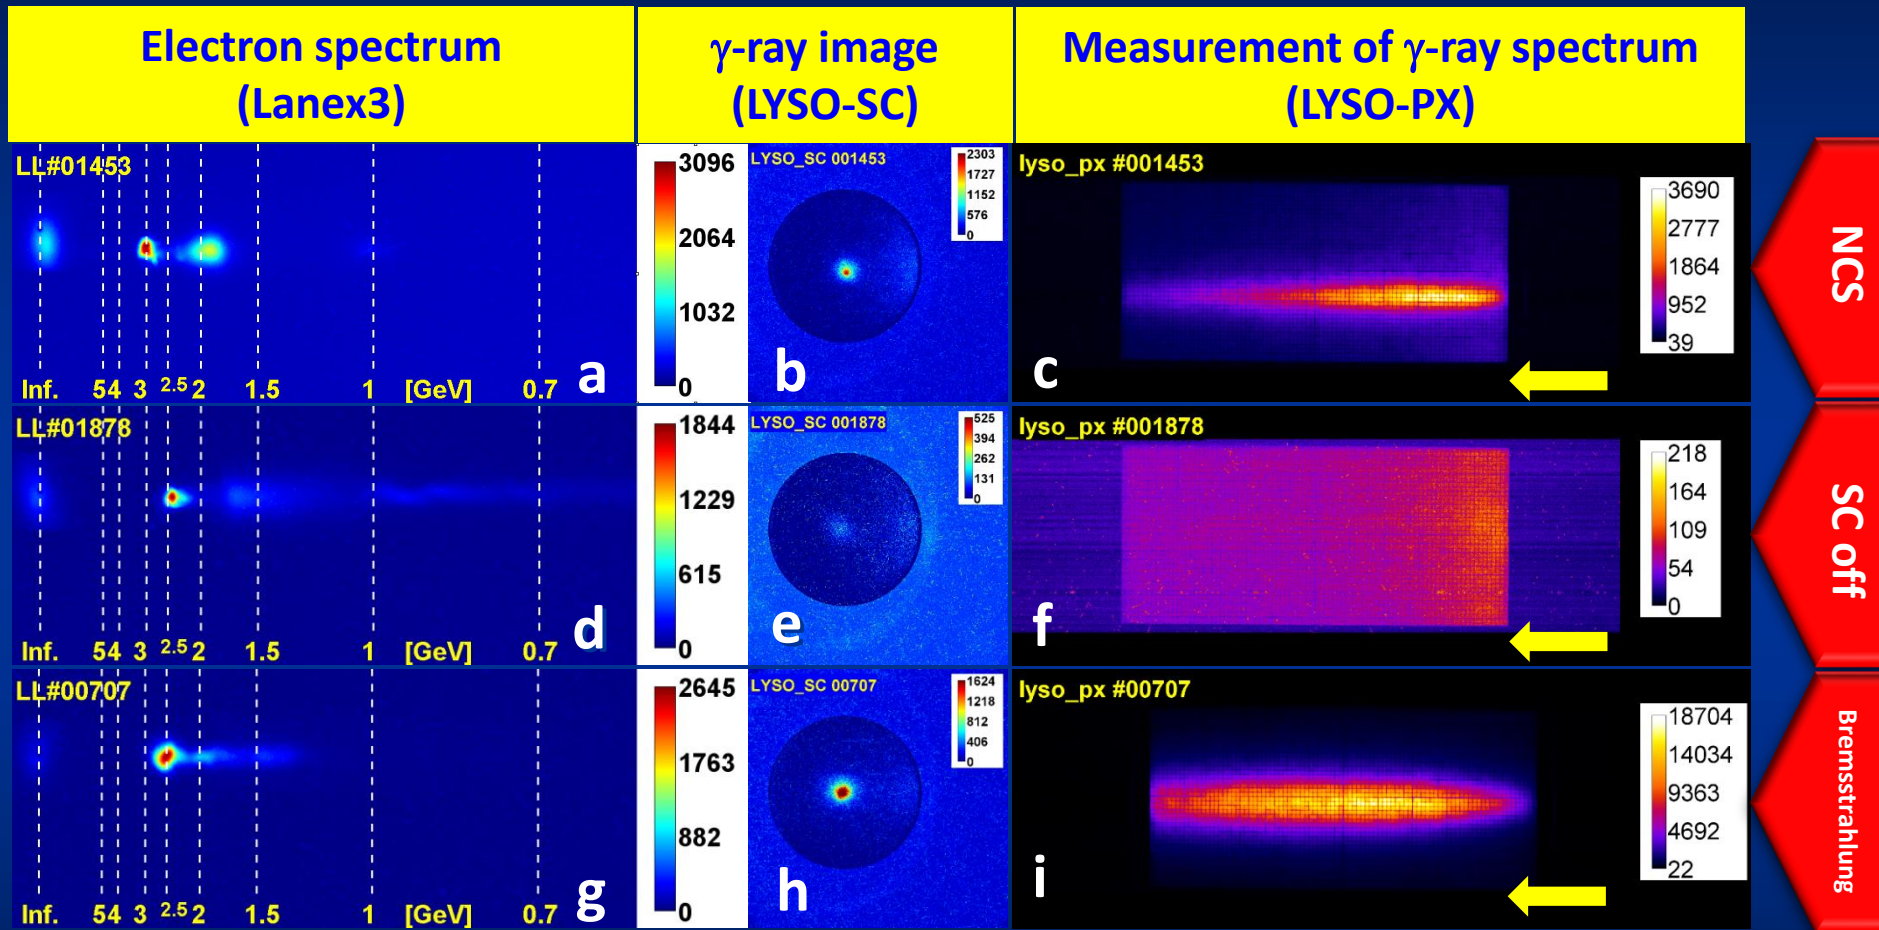 Electron spectrum
(Lanex3)
γ-ray image
(LYSO-SC)
Measurement of γ-ray spectrum
(LYSO-PX)
LL#01453
Inf. 54 3 2.5 2 1.5 1 [GeV] 0.7
a
3096
2064
1032
0
LYSO_SC 001453
2303
1727
1152
576
0
b
lyso_px #001453
3690
2777
1864
952
39
c
NCS
LL#01878
Inf. 54 3 2.5 2 1.5 1 [GeV] 0.7
d
1844
1229
615
0
LYSO_SC 001878
525
394
262
131
0
e
lyso_px #001878
218
164
109
54
0
f
SC off
LL#00707
Inf. 54 3 2.5 2 1.5 1 [GeV] 0.7
g
2645
1763
882
0
LYSO_SC 00707
1624
1218
812
406
0
h
lyso_px #00707
18704
14034
9363
4692
22
i
Bremsstrahlung